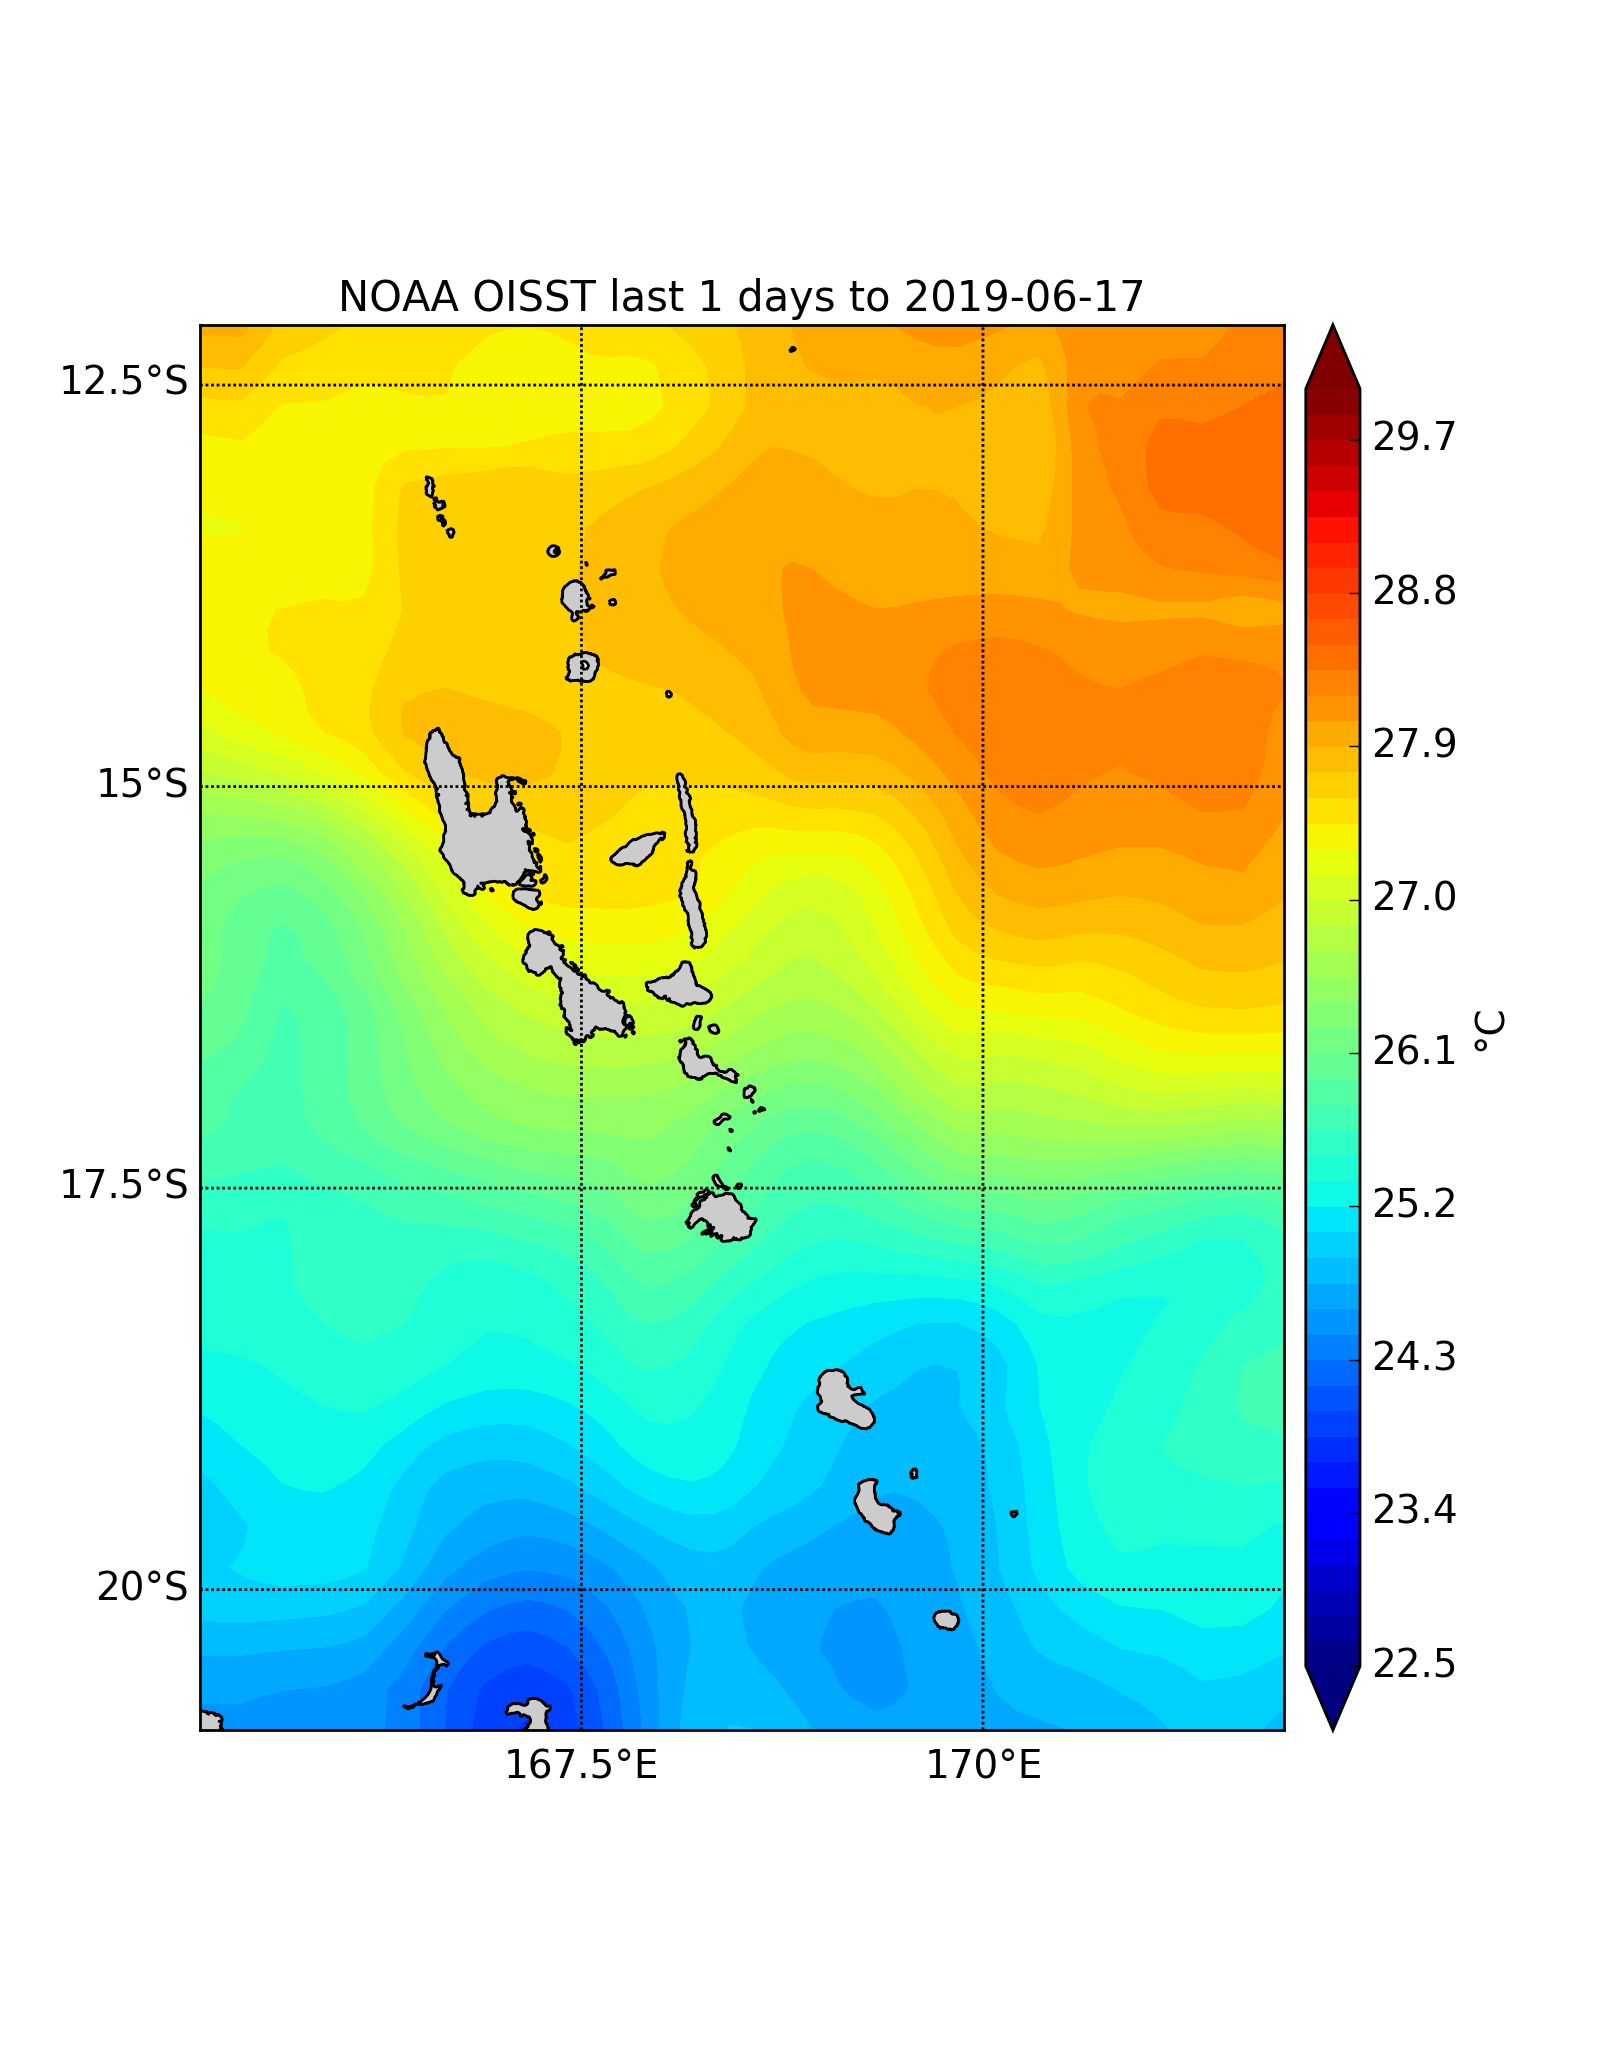 NOAA OISST last 1 days to 2019-06-17
12.5°S
15°S
17.5°S
20°S
167.5°E
170°E
29.7
28.8
27.9
27.0
26.1
25.2
24.3
23.4
22.5
°C